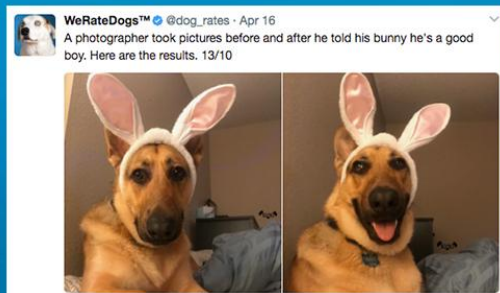 WeRateDogs™ @dog_rates · Apr 16
A photographer took pictures before and after he told his bunny he's a good
boy. Here are the results. 13/10